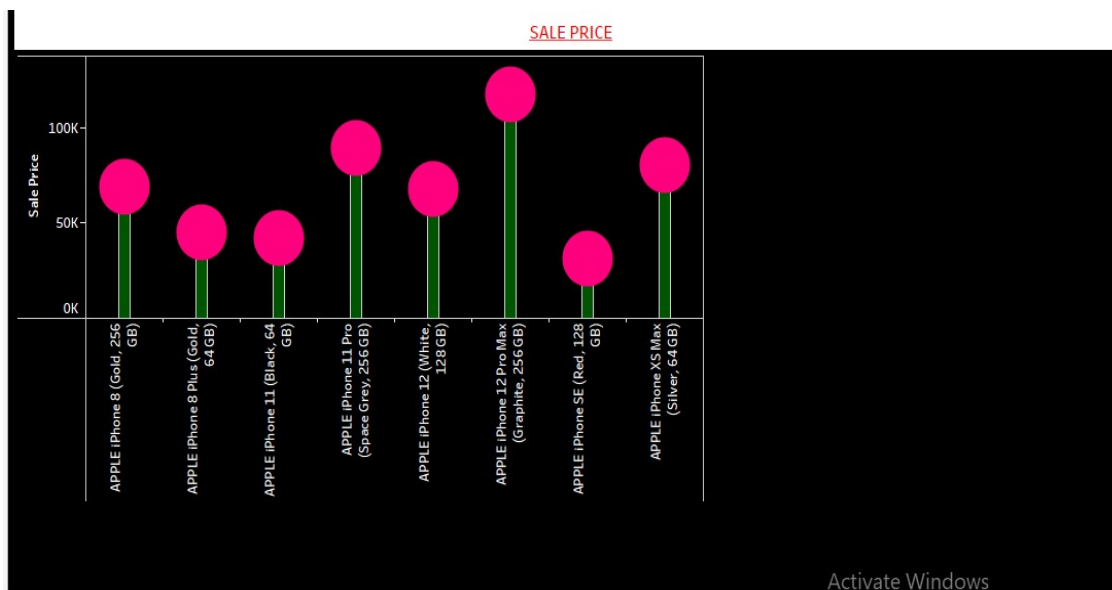 SALE PRICE
Sale Price
100K
50K
0K
APPLE iPhone 8 (Gold, 256
GB)
APPLE iPhone 8 Plus (Gold,
64 GB)
APPLE iPhone 11 (Black, 64
GB)
APPLE iPhone 11 Pro
(Space Grey, 256 GB)
APPLE iPhone 12 (White,
128 GB)
APPLE iPhone 12 Pro Max
(Graphite, 256 GB)
APPLE iPhone SE (Red, 128
GB)
APPLE iPhone XS Max
(Silver, 64 GB)
Activate Windows